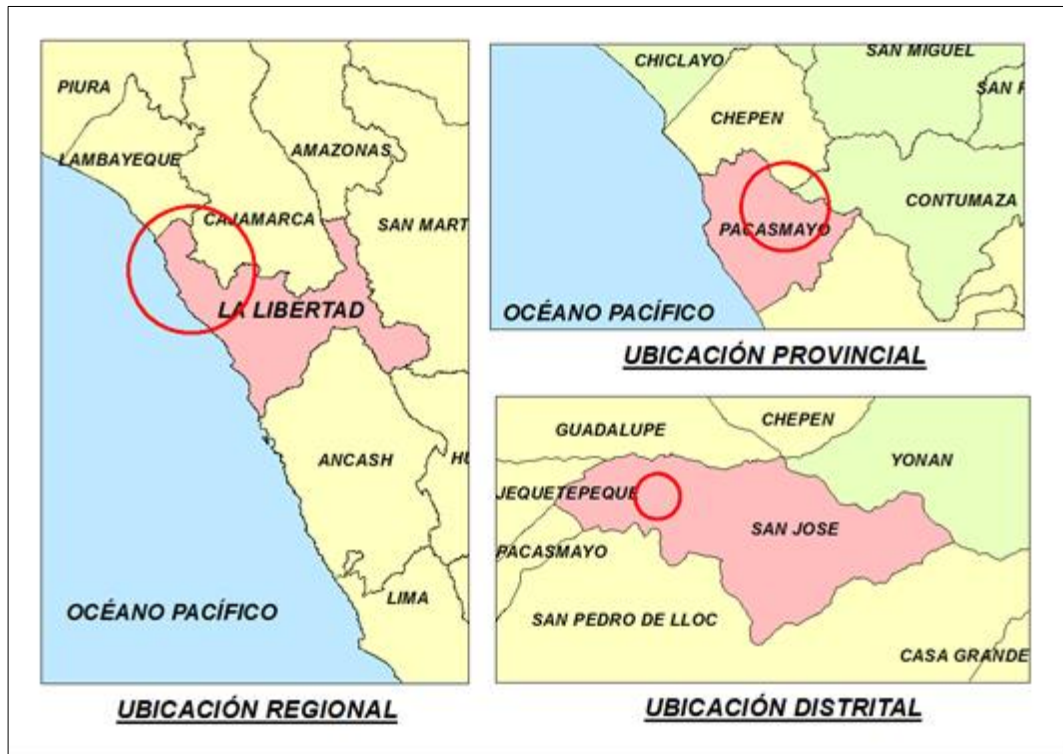 PIURA
LAMBAYEQUE
AMAZONAS
CAJAMARCA
SAN MART
LA LIBERTAD
ANCASH
HU
LIMA
OCÉANO PACÍFICO
UBICACIÓN REGIONAL
CHICLAYO
SAN MIGUEL
SAN P
CHEPEN
CONTUMAZA
PACASMAYO
OCÉANO PACÍFICO
UBICACIÓN PROVINCIAL
GUADALUPE
CHEPEN
YONAN
JEQUETEPEQUE
SAN JOSE
PACASMAYO
SAN PEDRO DE LLOC
CASA GRANDE
UBICACIÓN DISTRITAL